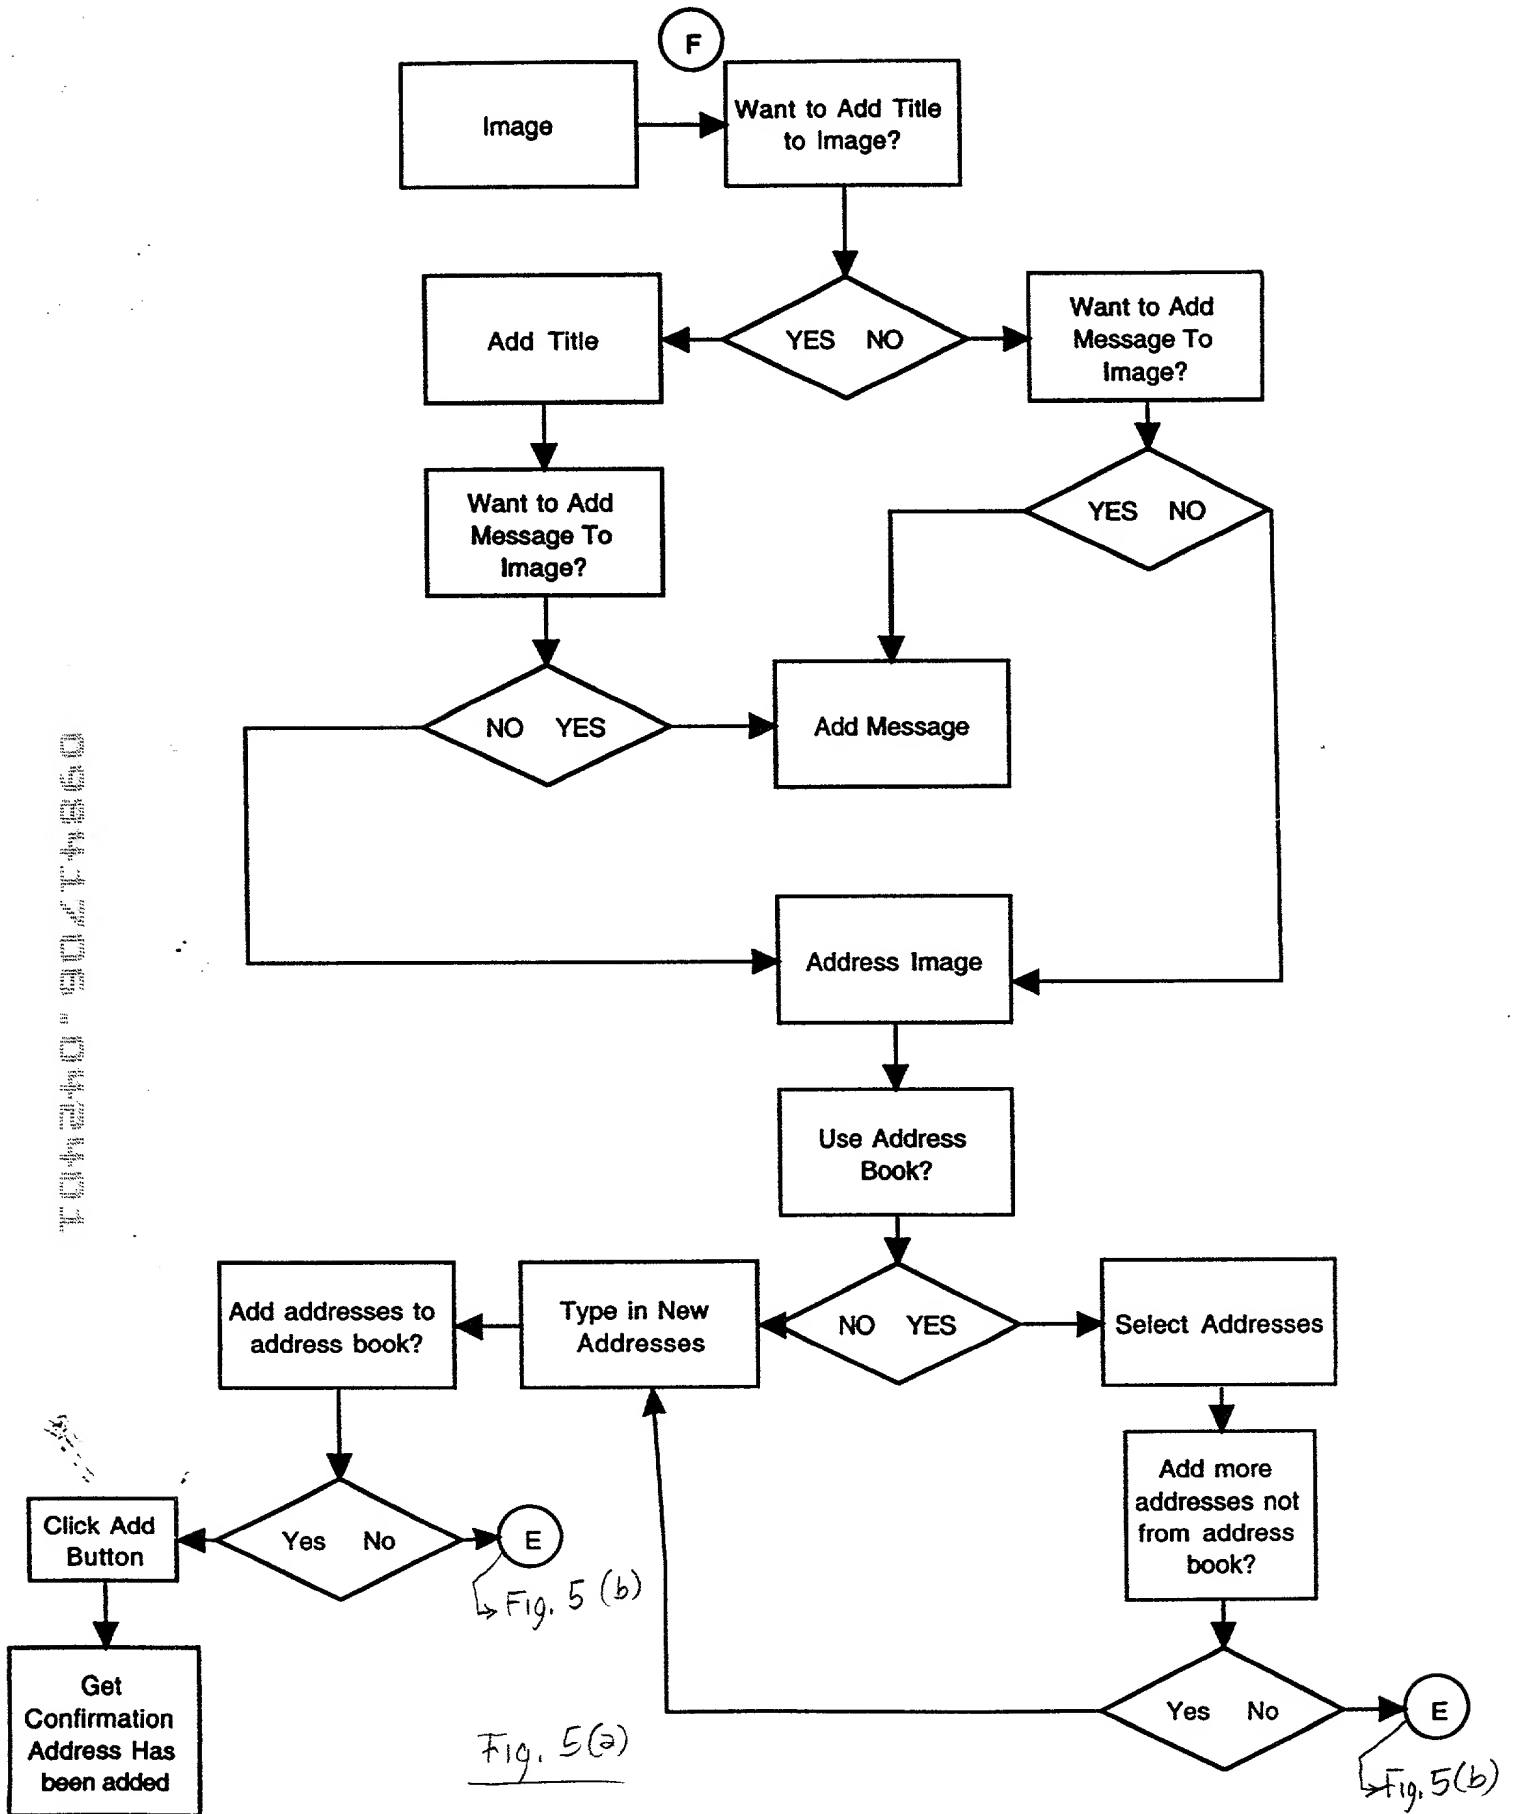 F
Image
Want to Add Title
to Image?
Add Title
YES NO
Want to Add
Message To
Image?
Want to Add
Message To
Image?
YES NO
NO YES
Add Message
Address Image
Use Address
Book?
Add addresses to
address book?
Type in New
Addresses
NO YES
Select Addresses
Add more
addresses not
from address
book?
Click Add
Button
Yes No
E
Fig. 5 (b)
Get
Confirmation
Address Has
been added
Yes No
E
Fig. 5(b)
Fig. 5(a)